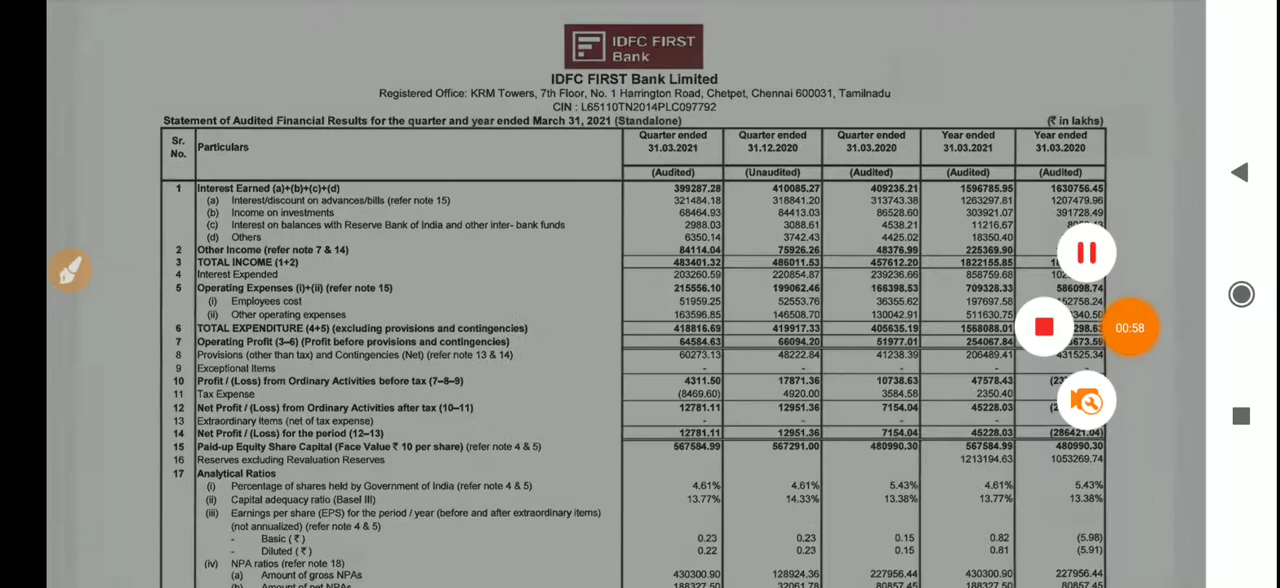 IDFC FIRST
Bank
IDFC FIRST Bank Limited
Registered Office: KRM Towers, 7th Floor, No. 1 Harrington Road, Chetpet, Chennai 600031, Tamilnadu
CIN : L65110TN2014PLC097792
Statement of Audited Financial Results for the quarter and year ended March 31, 2021 (Standalone) (₹ in lakhs)
Sr. No. Particulars Quarter ended 31.03.2021 Quarter ended 31.12.2020 Quarter ended 31.03.2020 Year ended 31.03.2021 Year ended 31.03.2020
(Audited) (Unaudited) (Audited) (Audited) (Audited)
1 Interest Earned (a)+(b)+(c)+(d) 399287.28 410085.27 409235.21 1596785.95 1630756.45
(a) Interest/discount on advances/bills (refer note 15) 321484.18 318841.20 313743.38 1263297.81 1207479.96
(b) Income on investments 68464.93 84413.03 86528.60 303921.07 391728.49
(c) Interest on balances with Reserve Bank of India and other inter- bank funds 2988.03 3088.61 4538.21 11216.67
(d) Others 6350.14 3742.43 4425.02 18350.40
2 Other Income (refer note 7 & 14) 84114.04 75926.26 48376.99 225369.90
3 TOTAL INCOME (1+2) 483401.32 486011.53 457612.20 1822155.85
4 Interest Expended 203260.59 220854.87 239236.66 858759.68
5 Operating Expenses (i)+(ii) (refer note 15) 215556.10 199062.46 166398.53 709328.33 586098.74
(i) Employees cost 51959.25 52553.76 36355.62 197697.58 52758.24
(ii) Other operating expenses 163596.85 146508.70 130042.91 511630.75 340.50
6 TOTAL EXPENDITURE (4+5) (excluding provisions and contingencies) 418816.69 419917.33 405635.19 1568088.01 298.63
7 Operating Profit (3–6) (Profit before provisions and contingencies) 64584.63 66094.20 51977.01 254067.84 3673.59
8 Provisions (other than tax) and Contingencies (Net) (refer note 13 & 14) 60273.13 48222.84 41238.39 206489.41 431525.34
9 Exceptional Items - - - - -
10 Profit / (Loss) from Ordinary Activities before tax (7–8–9) 4311.50 17871.36 10738.63 47578.43
11 Tax Expense (8469.60) 4920.00 3584.58 2350.40
12 Net Profit / (Loss) from Ordinary Activities after tax (10–11) 12781.11 12951.36 7154.04 45228.03
13 Extraordinary Items (net of tax expense) - - - - -
14 Net Profit / (Loss) for the period (12–13) 12781.11 12951.36 7154.04 45228.03 (286421.04)
15 Paid-up Equity Share Capital (Face Value ₹ 10 per share) (refer note 4 & 5) 567584.99 567291.00 480990.30 567584.99 480990.30
16 Reserves excluding Revaluation Reserves 1213194.63 1053269.74
17 Analytical Ratios
(i) Percentage of shares held by Government of India (refer note 4 & 5) 4.61% 4.61% 5.43% 4.61% 5.43%
(ii) Capital adequacy ratio (Basel III) 13.77% 14.33% 13.38% 13.77% 13.38%
(iii) Earnings per share (EPS) for the period / year (before and after extraordinary items)
(not annualized) (refer note 4 & 5)
- Basic (₹) 0.23 0.23 0.15 0.82 (5.98)
- Diluted (₹) 0.22 0.23 0.15 0.81 (5.91)
(iv) NPA ratios (refer note 18)
(a) Amount of gross NPAs 430300.90 128924.36 227956.44 430300.90 227956.44
(b) Amount of net NPAs 188327.50 32061.78 80857.45 188327.50 80857.45
00:58